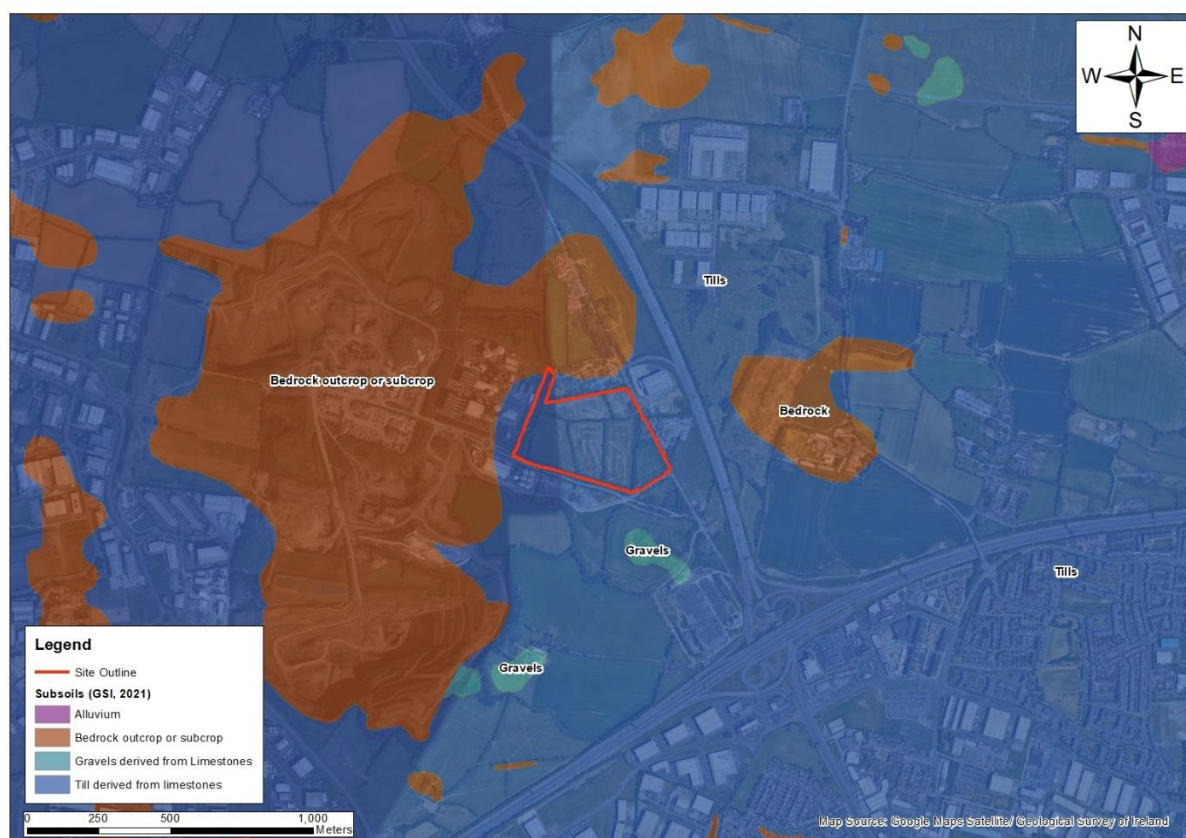 N
W E
S
Tills
Bedrock outcrop or subcrop
Bedrock
Gravels
Tills
Gravels
Legend
Site Outline
Subsoils (GSI, 2021)
Alluvium
Bedrock outcrop or subcrop
Gravels derived from Limestones
Till derived from limestones
0 250 500 1,000
Meters
Map Source: Google Maps Satellite/ Geological Survey of Ireland